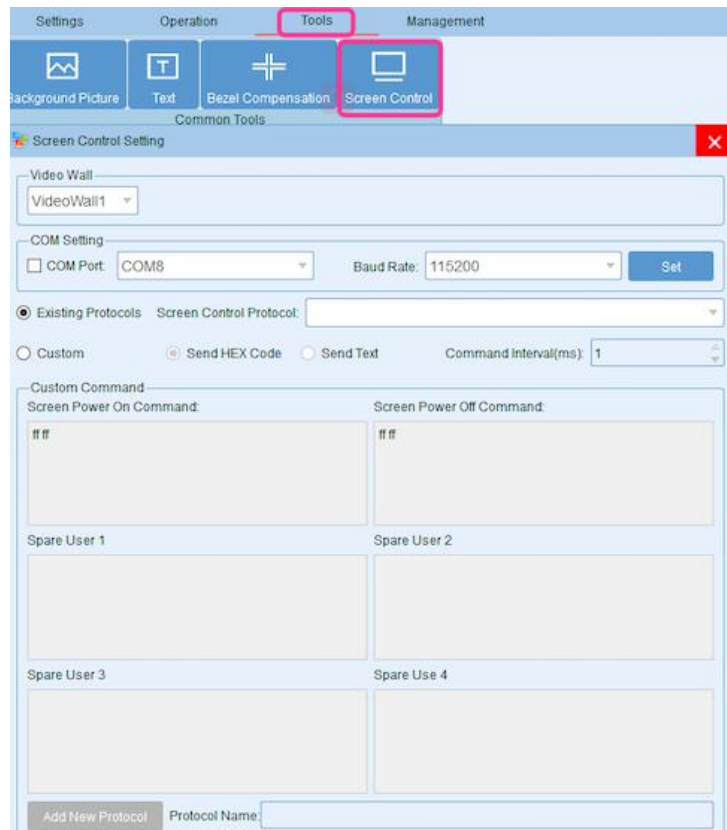 Settings Operation Tools Management
Background Picture Text Bezel Compensation Screen Control
Common Tools
Screen Control Setting
Video Wall
VideoWall1
COM Setting
COM Port: COM8 Baud Rate: 115200 Set
Existing Protocols Screen Control Protocol:
Custom Send HEX Code Send Text Command Interval(ms): 1
Custom Command
Screen Power On Command: Screen Power Off Command:
ff ff ff ff
Spare User 1 Spare User 2
Spare User 3 Spare Use 4
Add New Protocol Protocol Name: